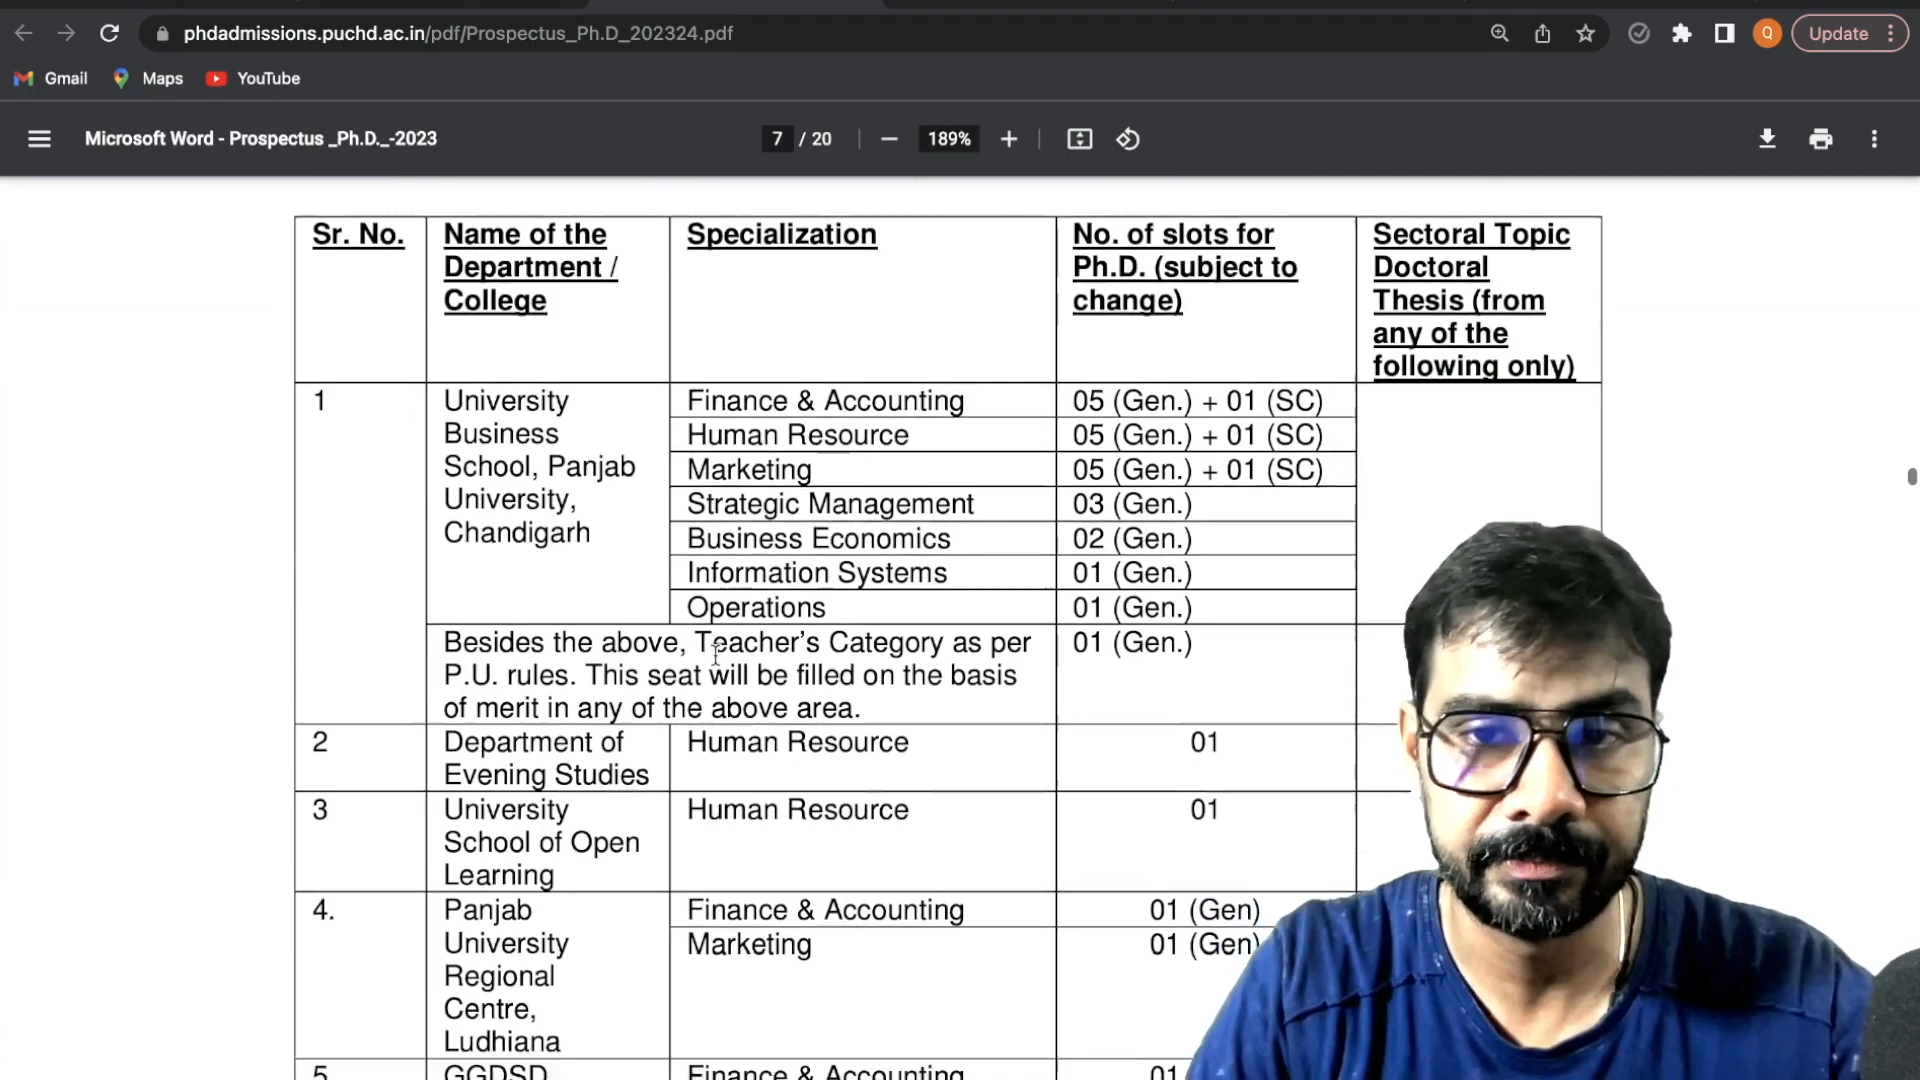 phdadmissions.puchd.ac.in/pdf/Prospectus_Ph.D_202324.pdf
Q
Update
Gmail
Maps
YouTube
Microsoft Word - Prospectus _Ph.D._-2023
7 / 20
189%
Sr. No.
Name of the
Department /
College
Specialization
No. of slots for
Ph.D. (subject to
change)
Sectoral Topic
Doctoral
Thesis (from
any of the
following only)
1
University
Business
School, Panjab
University,
Chandigarh
Finance & Accounting
05 (Gen.) + 01 (SC)
Human Resource
05 (Gen.) + 01 (SC)
Marketing
05 (Gen.) + 01 (SC)
Strategic Management
03 (Gen.)
Business Economics
02 (Gen.)
Information Systems
01 (Gen.)
Operations
01 (Gen.)
Besides the above, Teacher's Category as per
P.U. rules. This seat will be filled on the basis
of merit in any of the above area.
01 (Gen.)
2
Department of
Evening Studies
Human Resource
01
3
University
School of Open
Learning
Human Resource
01
4.
Panjab
University
Regional
Centre,
Ludhiana
Finance & Accounting
01 (Gen)
Marketing
01 (Gen)
5
GGDSD
Finance & Accounting
01